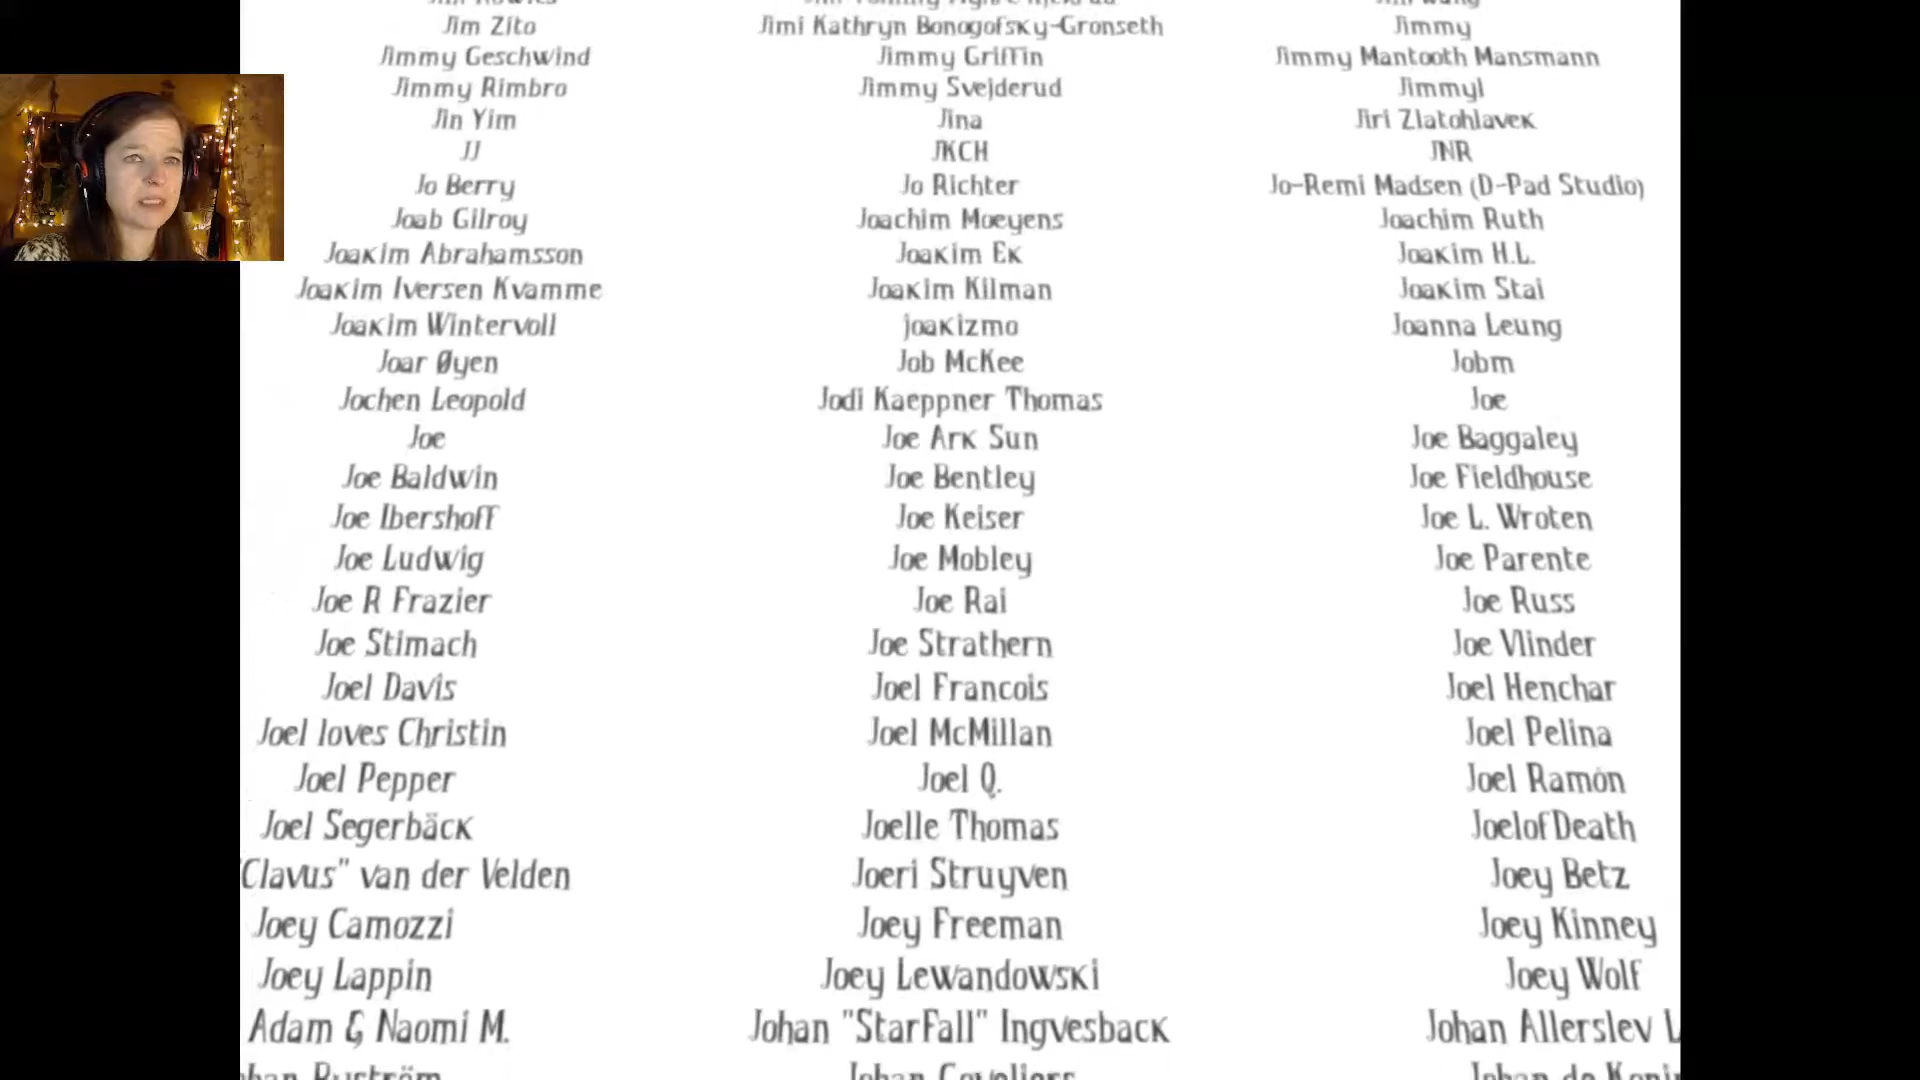 Jim Zito Jimi Kathryn Bonogofsky-Gronseth Jimmy
Jimmy Geschwind Jimmy Griffin Jimmy Mantooth Mansmann
Jimmy Rimbro Jimmy Svejderud Jimmyl
Jin Yim Jina Jiri Zlatohlavek
JJ JKCH JNR
Jo Berry Jo Richter Jo-Remi Madsen (D-Pad Studio)
Joab Gilroy Joachim Moeyens Joachim Ruth
Joakim Abrahamsson Joakim Ek Joakim H.L.
Joakim Iversen Kvamme Joakim Kilman Joakim Stai
Joakim Wintervoll joakizmo Joanna Leung
Joar Øyen Job McKee Jobm
Jochen Leopold Jodi Kaeppner Thomas Joe
Joe Joe Ark Sun Joe Baggaley
Joe Baldwin Joe Bentley Joe Fieldhouse
Joe Ibershoff Joe Keiser Joe L. Wroten
Joe Ludwig Joe Mobley Joe Parente
Joe R Frazier Joe Rai Joe Russ
Joe Stimach Joe Strathern Joe Vlinder
Joel Davis Joel Francois Joel Henchar
Joel loves Christin Joel McMillan Joel Pelina
Joel Pepper Joel Q. Joel Ramón
Joel Segerbäck Joelle Thomas JoelofDeath
"Clavus" van der Velden Joeri Struyven Joey Betz
Joey Camozzi Joey Freeman Joey Kinney
Joey Lappin Joey Lewandowski Joey Wolf
Adam & Naomi M. Johan "StarFall" Ingvesback Johan Allerslev